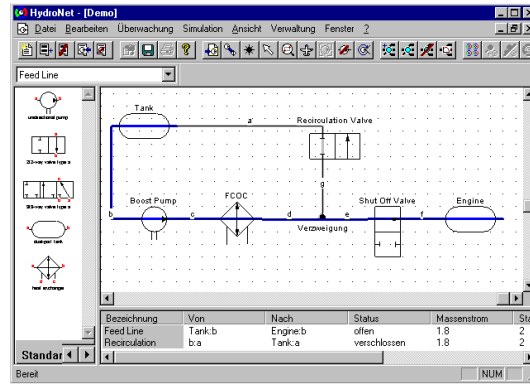 HydroNet - [Demo]
Datei Bearbeiten Überwachung Simulation Ansicht Verwaltung Fenster ?
Feed Line
unidirectional pump
2/2-way valve type a
3/3-way valve type a
dual-port tank
heat exchanger
Standar
Tank
a
Recirculation Valve
g
Boost Pump
FCOC
Shut Off Valve
Engine
b
c
d
e
f
Verzweigung
Bezeichnung Von Nach Status Massenstrom Sta
Feed Line Tank:b Engine:b offen 1.8 2
Recirculation b:a Tank:a verschlossen 1.8 2
Bereit
NUM